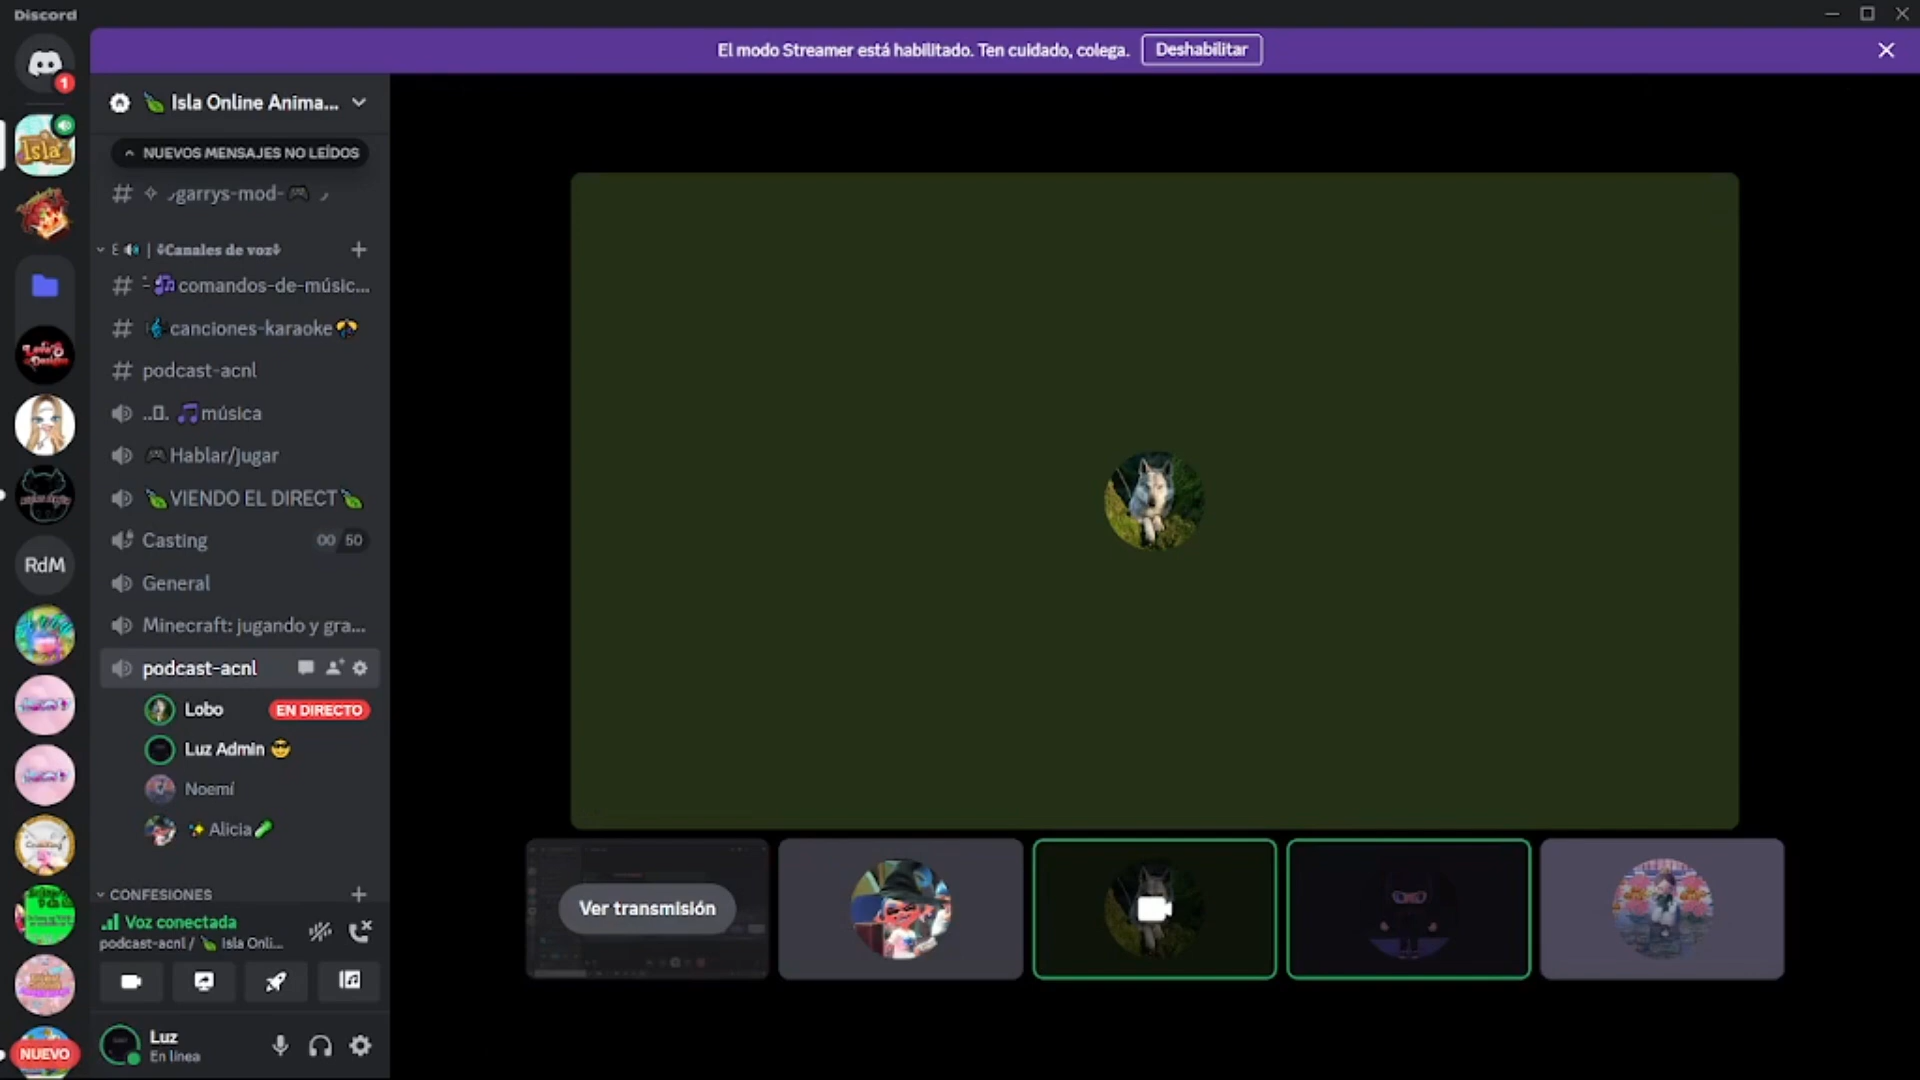 Discord
El modo Streamer está habilitado. Ten cuidado, colega.
Deshabilitar
1
Isla
Isla Online Anima...
NUEVOS MENSAJES NO LEÍDOS
garrys-mod-
E | Canales de voz
comandos-de-músic...
canciones-karaoke
podcast-acnl
música
Hablar/jugar
VIENDO EL DIRECT
Casting
00 50
General
RdM
Minecraft: jugando y gra...
podcast-acnl
Lobo
EN DIRECTO
Luz Admin
Noemí
Alicia
CONFESIONES
Voz conectada
podcast-acnl / Isla Onli...
Luz
En línea
NUEVO
Ver transmisión